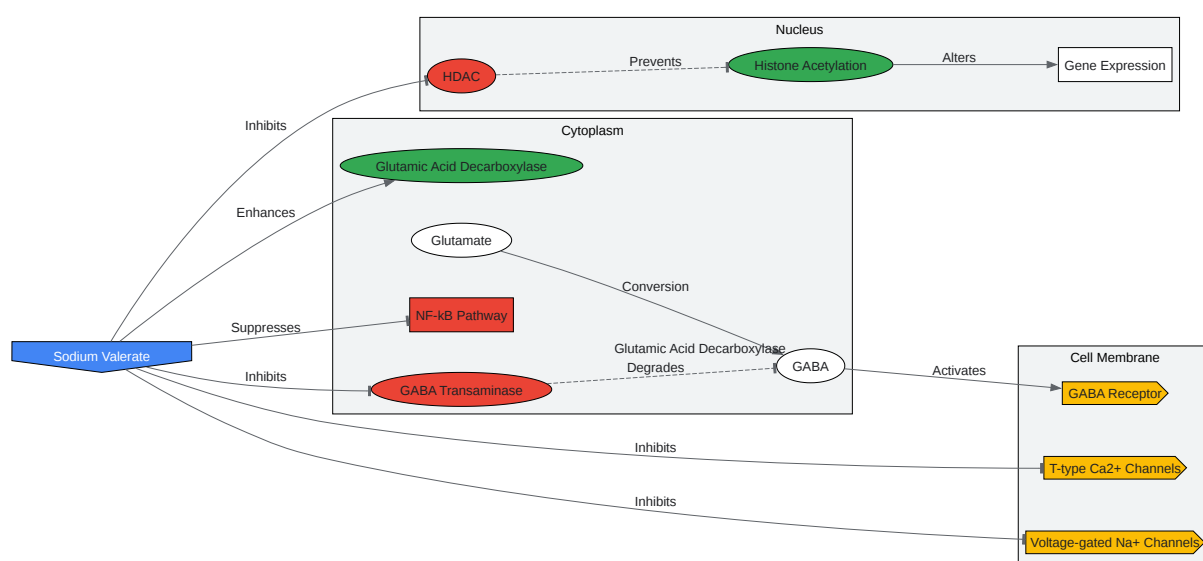 Nucleus
HDAC
Prevents
Histone Acetylation
Alters
Gene Expression
Inhibits
Cytoplasm
Glutamic Acid Decarboxylase
Enhances
Glutamate
Conversion
Suppresses
NF-kB Pathway
Sodium Valerate
Glutamic Acid Decarboxylase
Degrades
GABA
Inhibits
GABA Transaminase
Cell Membrane
Activates
GABA Receptor
Inhibits
T-type Ca2+ Channels
Inhibits
Voltage-gated Na+ Channels